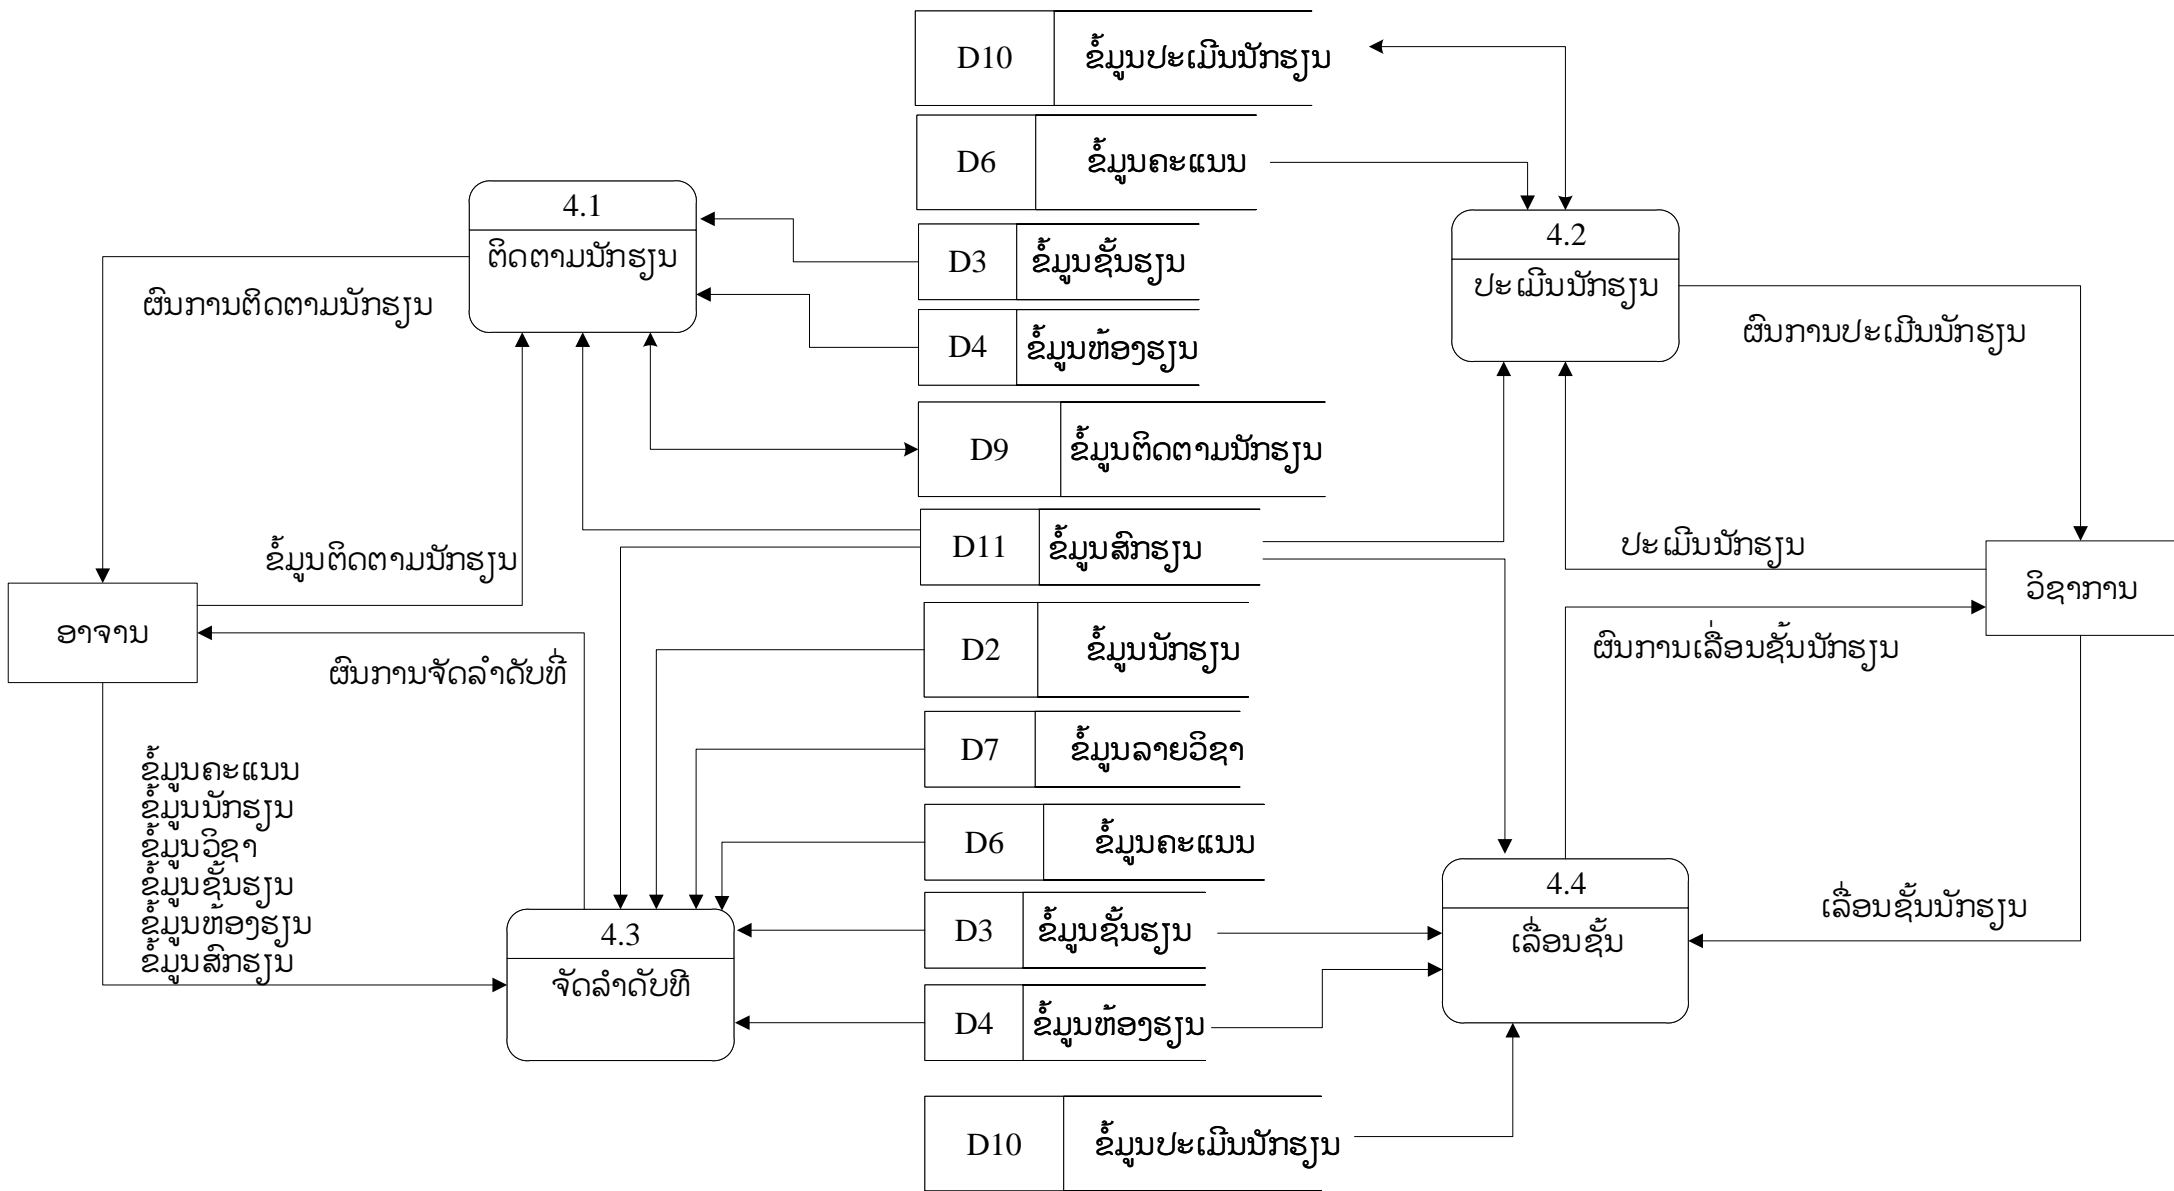 D10 ຂໍ້ມູນປະເມີນນັກຮຽນ
D6 ຂໍ້ມູນຄະແນນ
4.1
ຕິດຕາມນັກຮຽນ
D3 ຂໍ້ມູນຊັ້ນຮຽນ
4.2
ປະເມີນນັກຮຽນ
ຜົນການຕິດຕາມນັກຮຽນ
D4 ຂໍ້ມູນຫ້ອງຮຽນ
ຜົນການປະເມີນນັກຮຽນ
D9 ຂໍ້ມູນຕິດຕາມນັກຮຽນ
ຂໍ້ມູນຕິດຕາມນັກຮຽນ
D11 ຂໍ້ມູນສົກຮຽນ
ປະເມີນນັກຮຽນ
ອາຈານ
ວິຊາການ
ຜົນການຈັດລຳດັບທີ່
D2 ຂໍ້ມູນນັກຮຽນ
ຜົນການເລື່ອນຊັ້ນນັກຮຽນ
D7 ຂໍ້ມູນລາຍວິຊາ
ຂໍ້ມູນຄະແນນ
ຂໍ້ມູນນັກຮຽນ
ຂໍ້ມູນວິຊາ
ຂໍ້ມູນຊັ້ນຮຽນ
ຂໍ້ມູນຫ້ອງຮຽນ
ຂໍ້ມູນສົກຮຽນ
D6 ຂໍ້ມູນຄະແນນ
4.3
ຈັດລຳດັບທີ
D3 ຂໍ້ມູນຊັ້ນຮຽນ
4.4
ເລື່ອນຊັ້ນ
ເລື່ອນຊັ້ນນັກຮຽນ
D4 ຂໍ້ມູນຫ້ອງຮຽນ
D10 ຂໍ້ມູນປະເມີນນັກຮຽນ